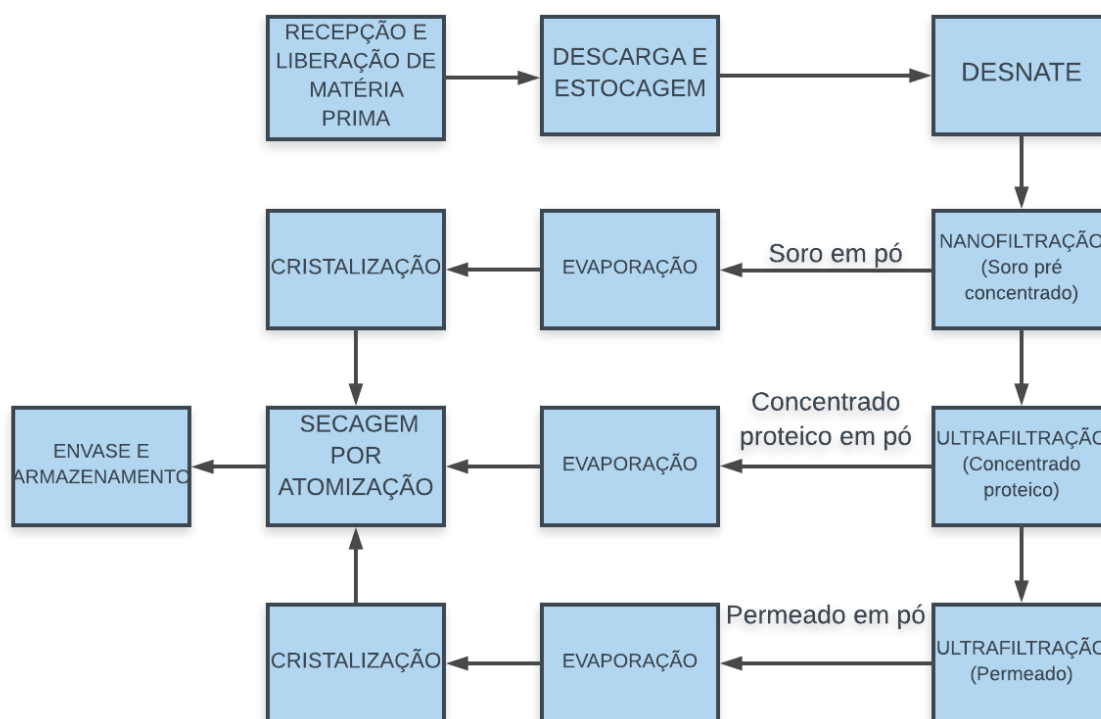 RECEPÇÃO E
LIBERAÇÃO DE
MATÉRIA
PRIMA
DESCARGA E
ESTOCAGEM
DESNATE
CRISTALIZAÇÃO
EVAPORAÇÃO
Soro em pó
NANOFILTRAÇÃO
(Soro pré
concentrado)
ENVASE E
ARMAZENAMENTO
SECAGEM
POR
ATOMIZAÇÃO
EVAPORAÇÃO
Concentrado
proteico em pó
ULTRAFILTRAÇÃO
(Concentrado
proteico)
CRISTALIZAÇÃO
EVAPORAÇÃO
Permeado em pó
ULTRAFILTRAÇÃO
(Permeado)